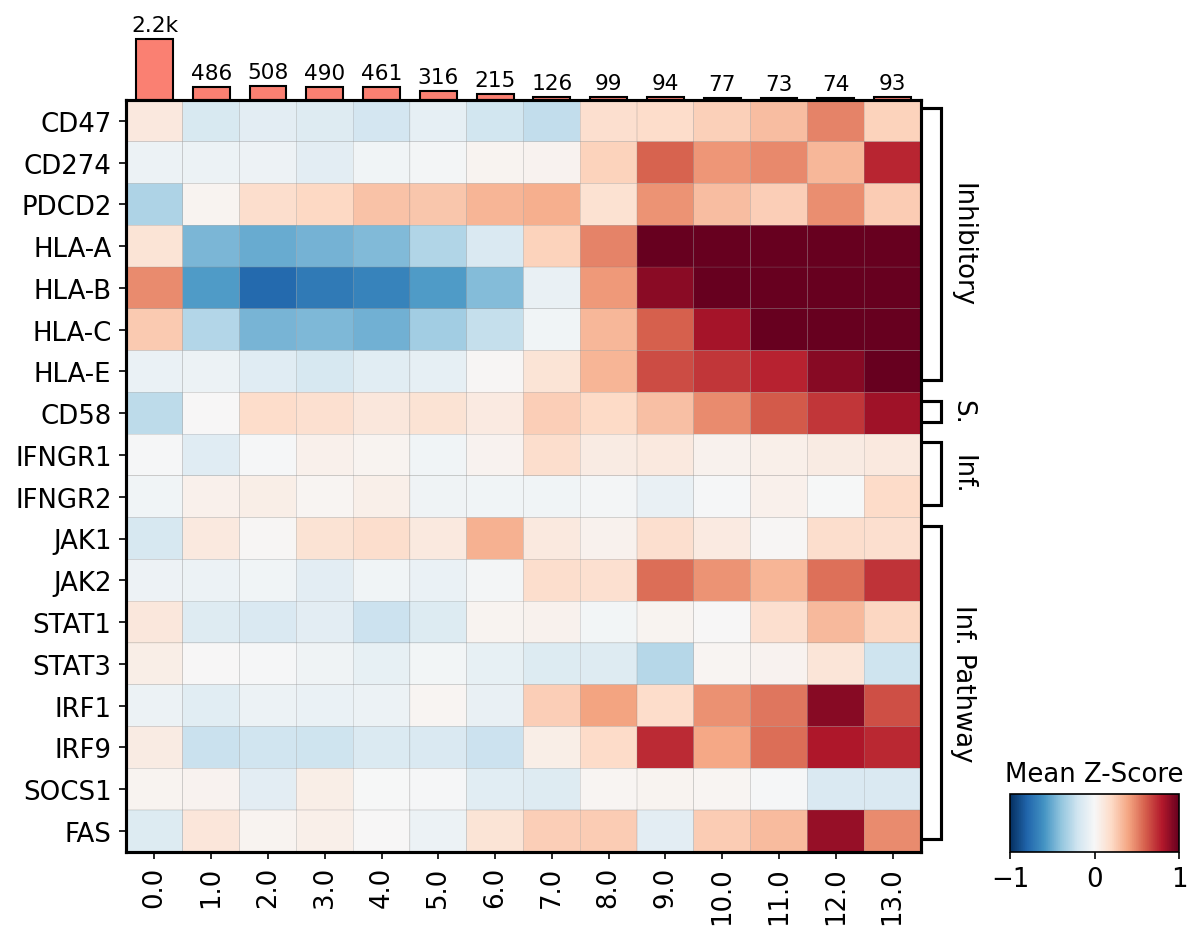 2.2k
486 508 490 461 316 215 126 99 94 77 73 74 93
CD47
CD274
PDCD2
HLA-A
HLA-B
HLA-C
HLA-E
CD58
IFNGR1
IFNGR2
JAK1
JAK2
STAT1
STAT3
IRF1
IRF9
SOCS1
FAS
Inhibitory
S.
Inf.
Inf. Pathway
0.0 1.0 2.0 3.0 4.0 5.0 6.0 7.0 8.0 9.0 10.0 11.0 12.0 13.0
Mean Z-Score
−1 0 1